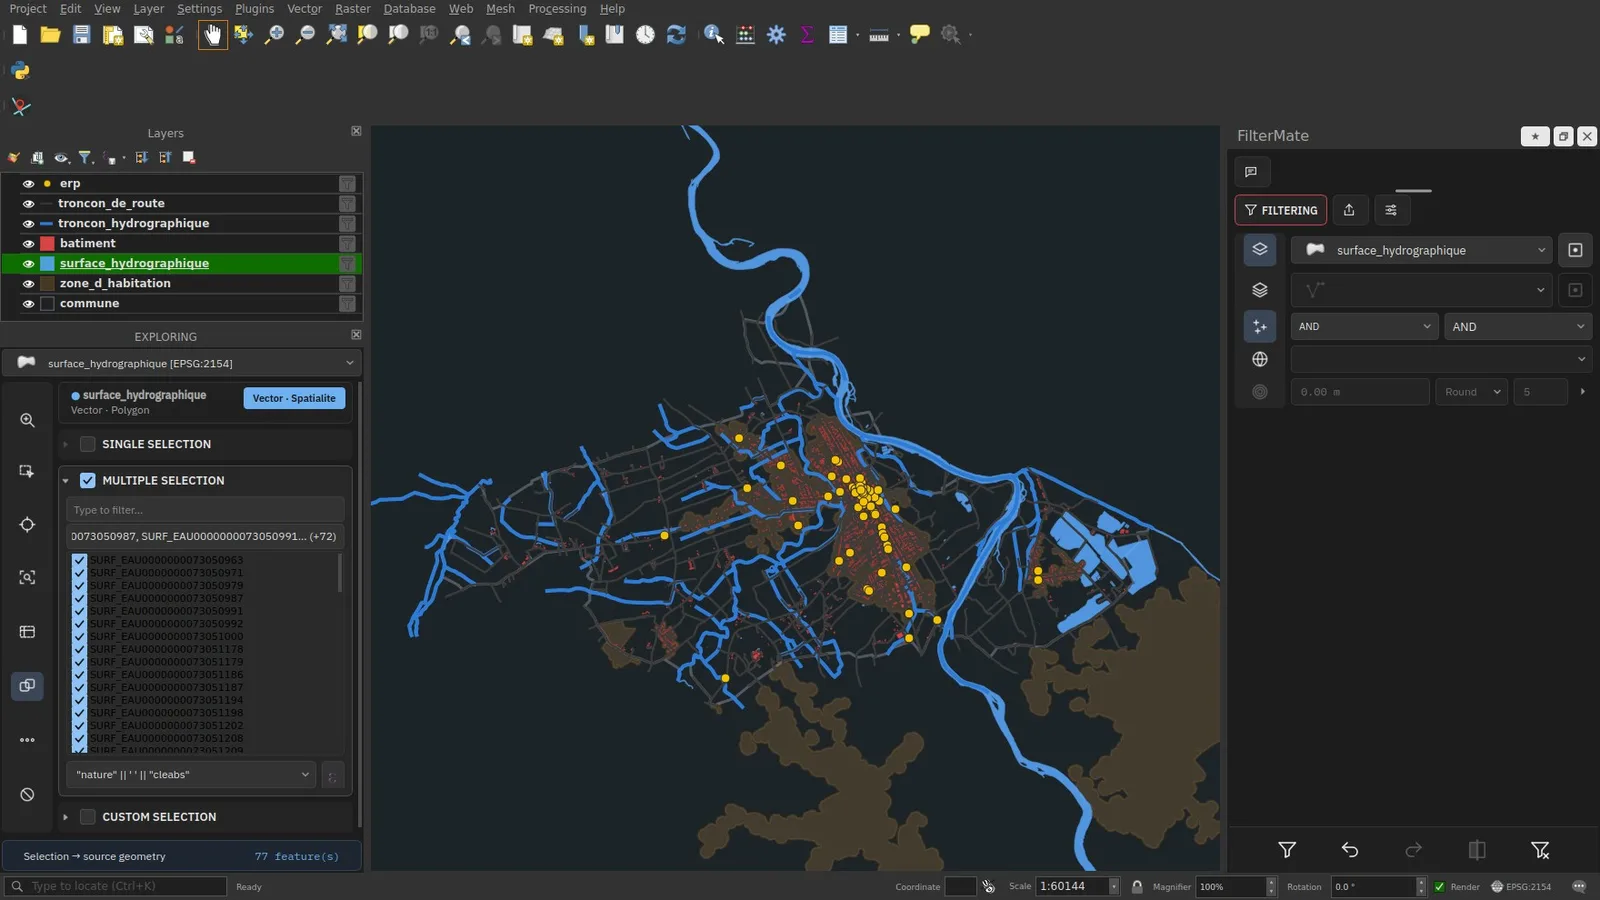 Project Edit View Layer Settings Plugins Vector Raster Database Web Mesh Processing Help
Layers
erp
troncon_de_route
troncon_hydrographique
batiment
surface_hydrographique
zone_d_habitation
commune
EXPLORING
surface_hydrographique [EPSG:2154]
surface_hydrographique
Vector · Polygon
Vector · Spatialite
SINGLE SELECTION
MULTIPLE SELECTION
Type to filter...
0073050987, SURF_EAU0000000073050991... (+72)
SURF_EAU0000000073050963
SURF_EAU0000000073050971
SURF_EAU0000000073050979
SURF_EAU0000000073050987
SURF_EAU0000000073050991
SURF_EAU0000000073050992
SURF_EAU0000000073051000
SURF_EAU0000000073051178
SURF_EAU0000000073051179
SURF_EAU0000000073051186
SURF_EAU0000000073051187
SURF_EAU0000000073051194
SURF_EAU0000000073051198
SURF_EAU0000000073051202
SURF_EAU0000000073051208
SURF_EAU0000000073051209
"nature" || ' ' || "cleabs"
CUSTOM SELECTION
Selection → source geometry 77 feature(s)
FilterMate
FILTERING
surface_hydrographique
AND AND
0.00 m Round 5
Type to locate (Ctrl+K) Ready Coordinate Scale 1:60144 Magnifier 100% Rotation 0.0 ° Render EPSG:2154